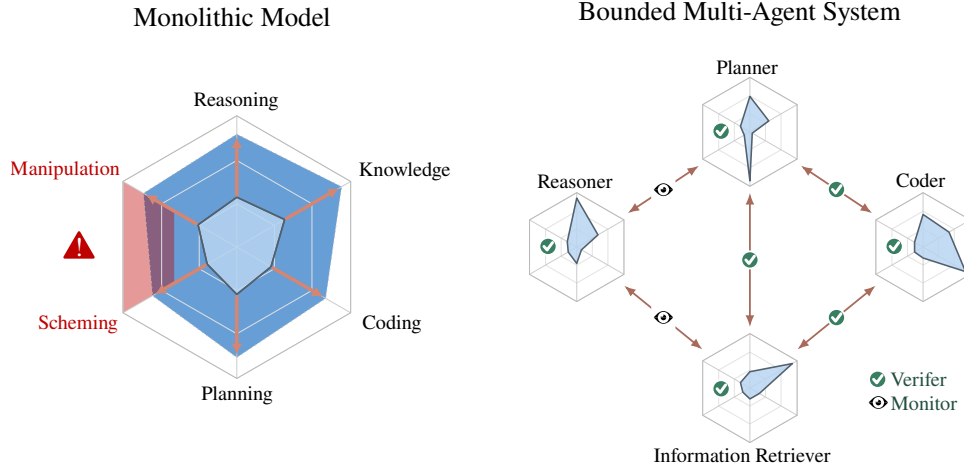 Monolithic Model
Reasoning
Manipulation
Knowledge
Scheming
Coding
Planning
Bounded Multi-Agent System
Planner
Reasoner
Coder
Information Retriever
Verifer
Monitor